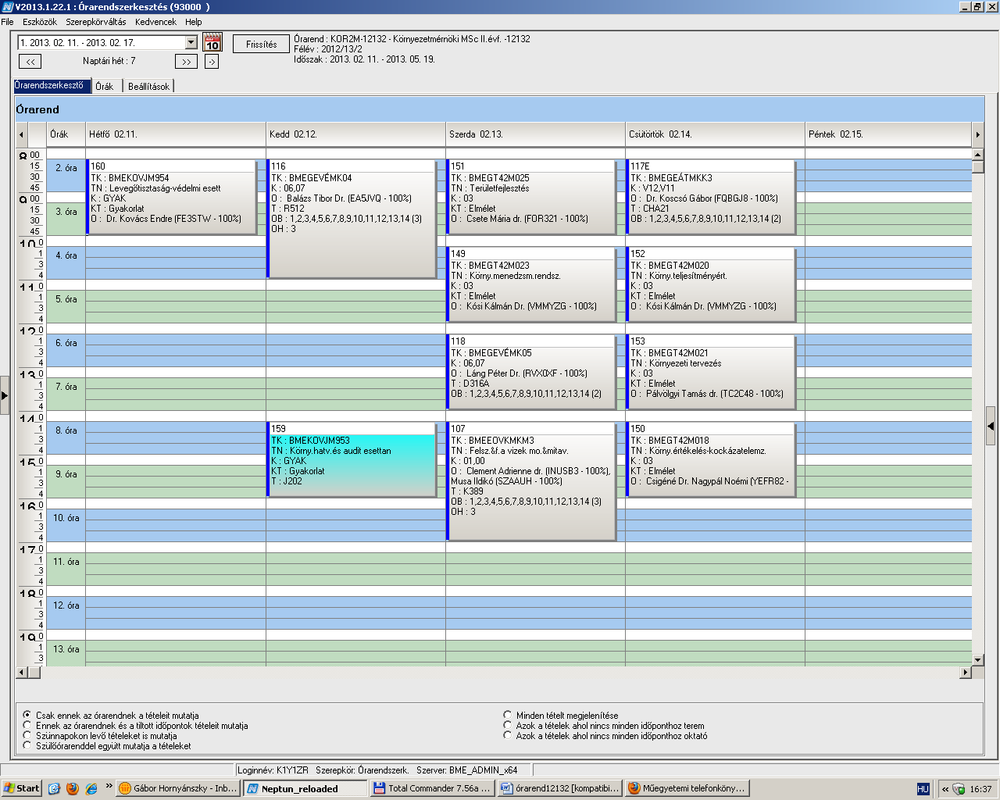 V2013.1.22.1 : Órarendszerkesztés (93000 )
File Eszközök Szerepkörváltás Kedvencek Help
1. 2013. 02. 11. - 2013. 02. 17.
10
Frissítés
<< Naptári hét : 7 >> ->
Órarend : KOR2M-12132 - Környezetmérnöki MSc II.évf. -12132
Félév : 2012/13/2
Időszak : 2013. 02. 11. - 2013. 05. 19.
Órarendszerkesztő Órák Beállítások
Órarend
Órák Hétfő 02.11. Kedd 02.12. Szerda 02.13. Csütörtök 02.14. Péntek 02.15.
8 00
15
30
45
9 00
15
30
45
10 0
1
3
4
11 0
1
3
4
12 0
1
3
4
13 0
1
3
4
14 0
1
3
4
15 0
1
3
4
16 0
1
3
4
17 0
1
3
4
18 0
1
3
4
19 0
1
3
2. óra
3. óra
4. óra
5. óra
6. óra
7. óra
8. óra
9. óra
10. óra
11. óra
12. óra
13. óra
160
TK : BMEKOVJM954
TN : Levegőtisztaság-védelmi esett
K : GYAK
KT : Gyakorlat
O : Dr. Kovács Endre (FE3STW - 100%)
116
TK : BMEGEVÉMK04
K : 06,07
O : Balázs Tibor Dr. (EA5JVQ - 100%)
T : R512
OB : 1,2,3,4,5,6,7,8,9,10,11,12,13,14 (3)
OH : 3
159
TK : BMEKOVJM953
TN : Körny.hatv.és audit esettan
K : GYAK
KT : Gyakorlat
T : J202
151
TK : BMEGT42M025
TN : Területfejlesztés
K : 03
KT : Elmélet
O : Csete Mária dr. (FOR321 - 100%)
149
TK : BMEGT42M023
TN : Körny.menedzsm.rendsz.
K : 03
KT : Elmélet
O : Kósi Kálmán Dr. (VMMYZG - 100%)
118
TK : BMEGEVÉMK05
K : 06,07
O : Láng Péter Dr. (RVX0XF - 100%)
T : D316A
OB : 1,2,3,4,5,6,7,8,9,10,11,12,13,14 (2)
107
TK : BMEEOVKMKM3
TN : Felsz.&f.a vizek mo.&mitav.
K : 01,00
O : Clement Adrienne dr. (INUSB3 - 100%),
Musa Ildikó (SZAAUH - 100%)
T : K389
OB : 1,2,3,4,5,6,7,8,9,10,11,12,13,14 (3)
OH : 3
117E
TK : BMEGEÁTMKK3
K : V12,V11
O : Dr. Koscsó Gábor (FQBGJ8 - 100%)
T : CHA21
OB : 1,2,3,4,5,6,7,8,9,10,11,12,13,14 (2)
152
TK : BMEGT42M020
TN : Körny.teljesítményért.
K : 03
KT : Elmélet
O : Kósi Kálmán Dr. (VMMYZG - 100%)
153
TK : BMEGT42M021
TN : Környezeti tervezés
K : 03
KT : Elmélet
O : Pálvölgyi Tamás dr. (TC2C48 - 100%)
150
TK : BMEGT42M018
TN : Körny.értékelés-kockázatelemz.
K : 03
KT : Elmélet
O : Csigéné Dr. Nagypál Noémi (YEFR82 -
Csak ennek az órarendnek a tételeit mutatja
Ennek az órarendnek és a tiltott időpontok tételeit mutatja
Szünnapokon levő tételeket is mutatja
Szülőórarenddel együtt mutatja a tételeket
Minden tételt megjelenítése
Azok a tételek ahol nincs minden időponthoz terem
Azok a tételek ahol nincs minden időponthoz oktató
Loginnév: K1Y1ZR Szerepkör: Órarendszerk. Szerver: BME_ADMIN_x64
Start » Gábor Hornyánszky - Inb... Neptun_reloaded Total Commander 7.56a ... órarend12132 [kompatibi... Műegyetemi telefonköny... HU « 16:37